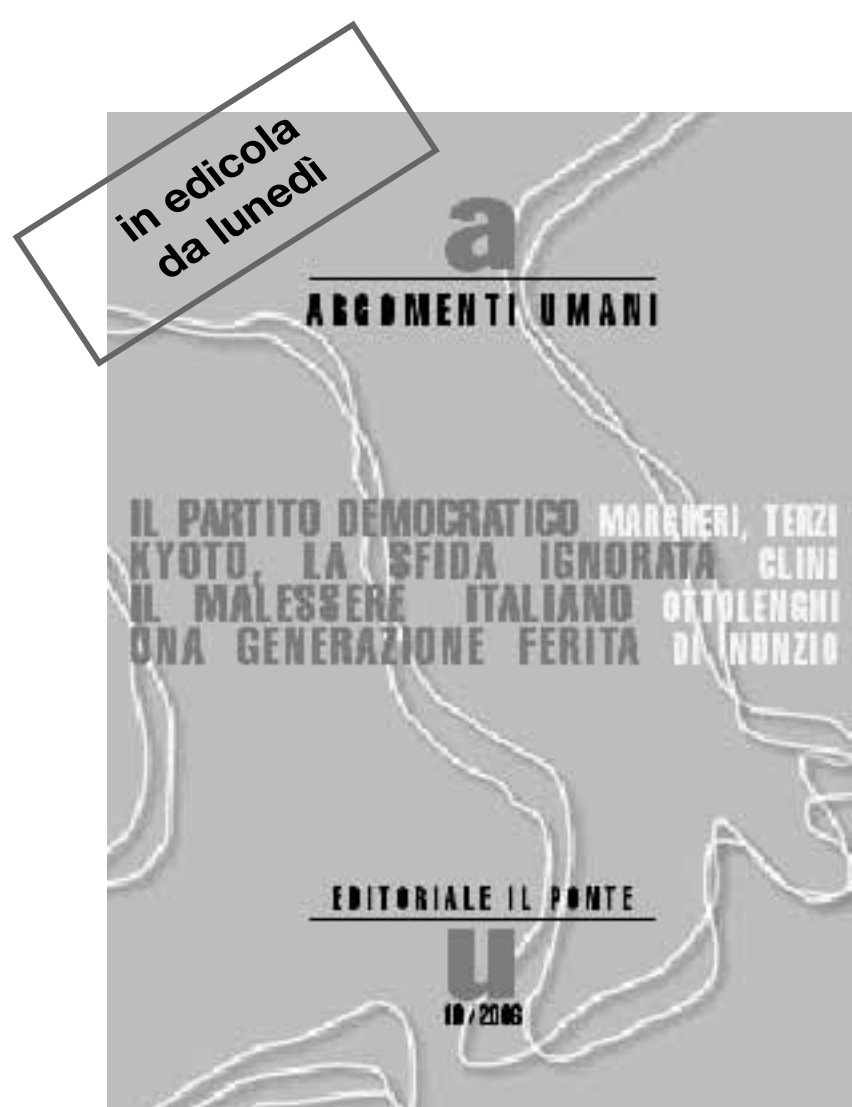 in edicola
da lunedì
a
ARGOMENTI UMANI
IL PARTITO DEMOCRATICO MARGHERI, TERZI
KYOTO, LA SFIDA IGNORATA CLINI
IL MALESSERE ITALIANO OTTOLENGHI
UNA GENERAZIONE FERITA DI NUNZIO
EDITORIALE IL PONTE
u
10/2006